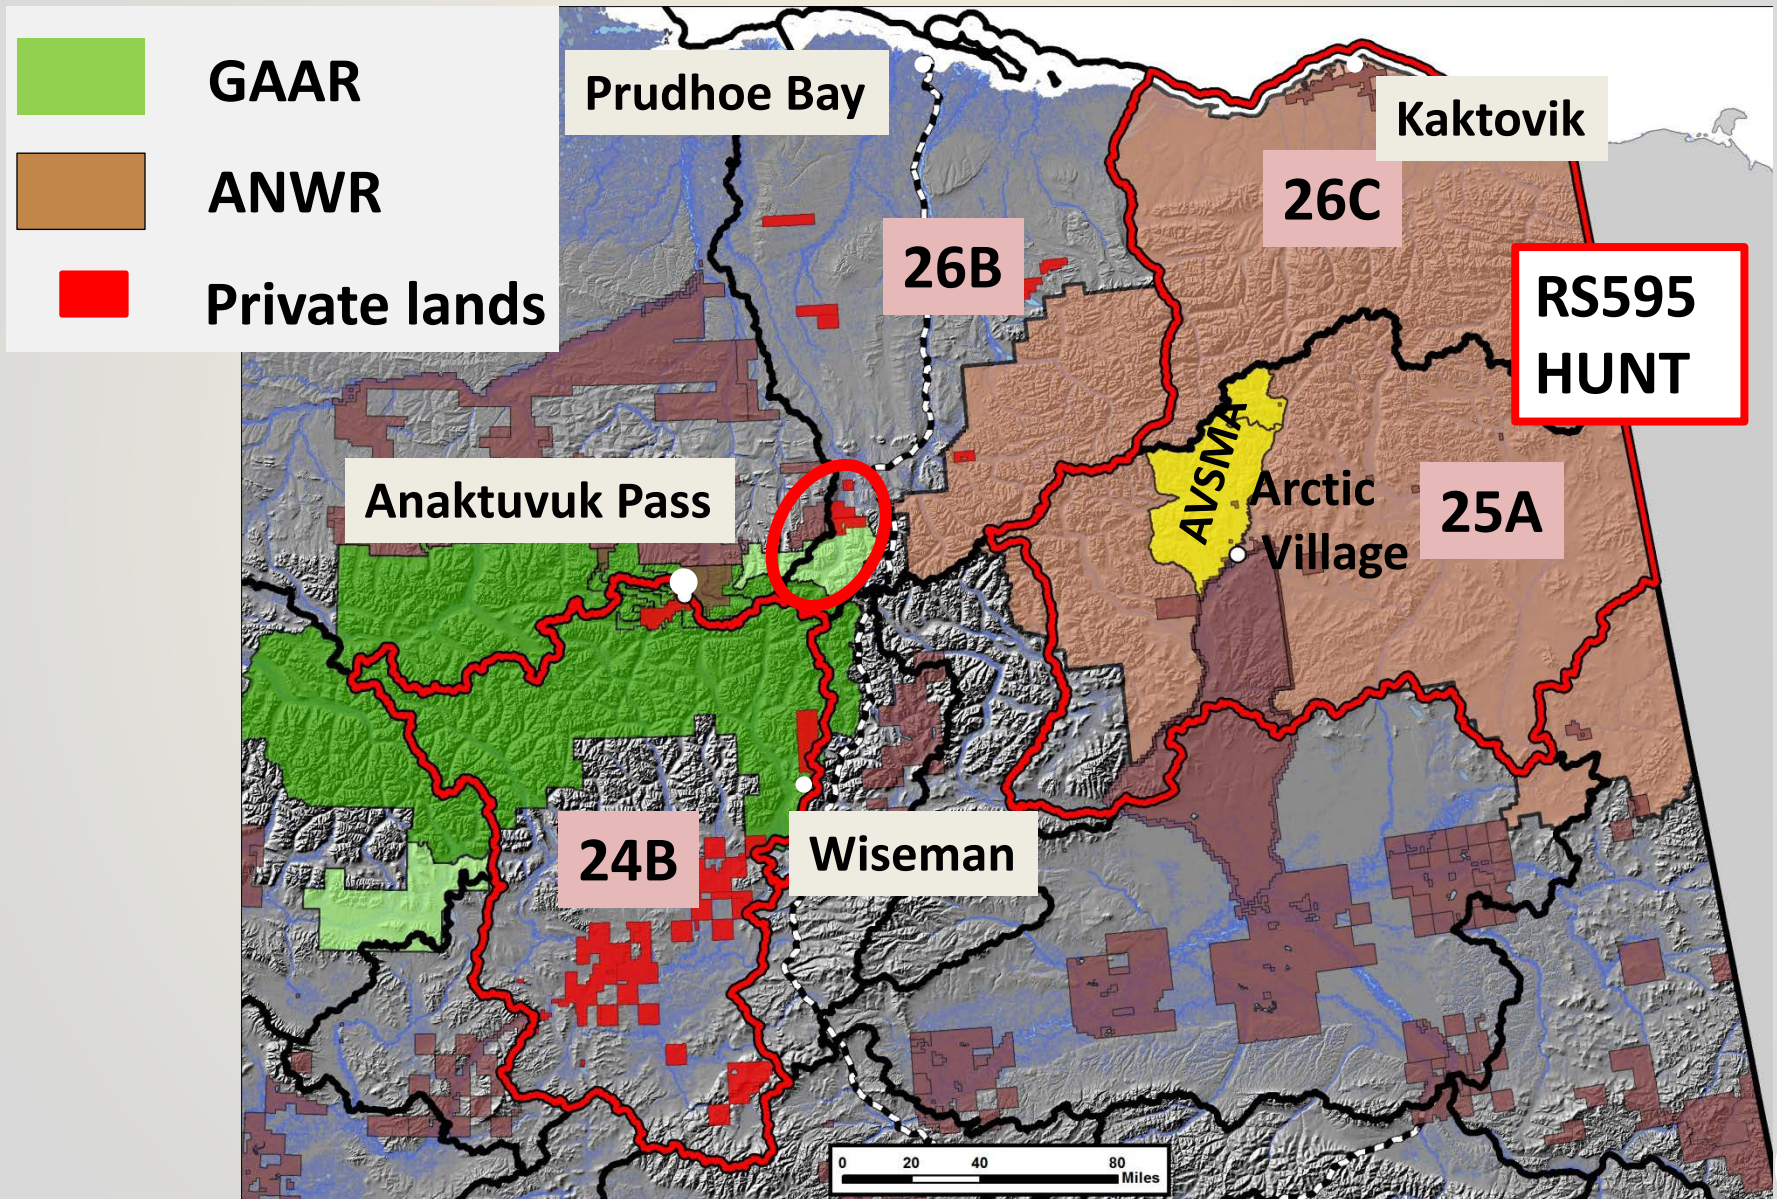 GAAR
ANWR
Private lands
Prudhoe Bay
Kaktovik
26C
26B
RS595
HUNT
Anaktuvuk Pass
AVSMA
Arctic
Village
25A
24B
Wiseman
0 20 40 80
Miles